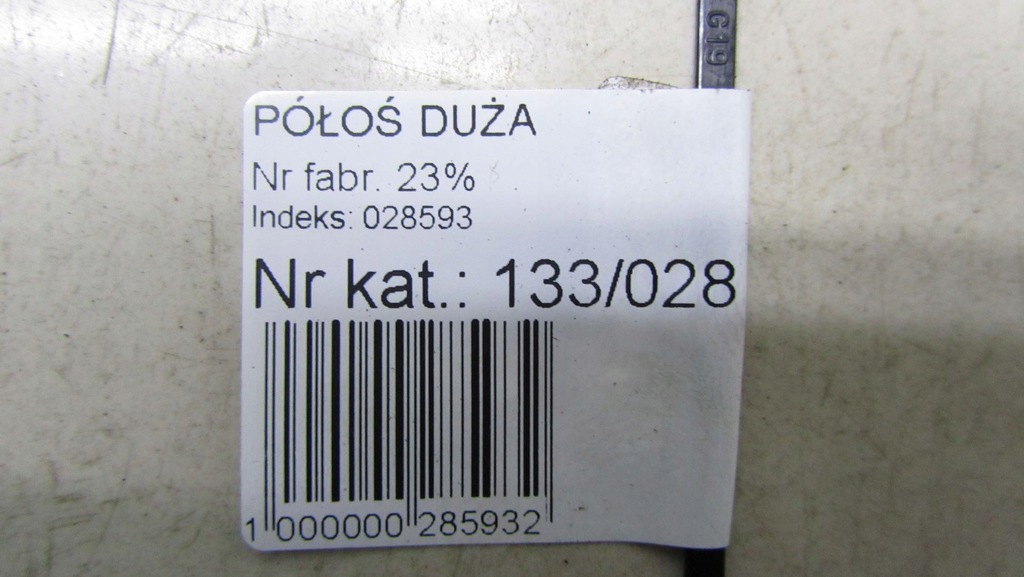 G19
PÓŁOŚ DUŻA
Nr fabr. 23%
Indeks: 028593
Nr kat.: 133/028
1 000000 285932